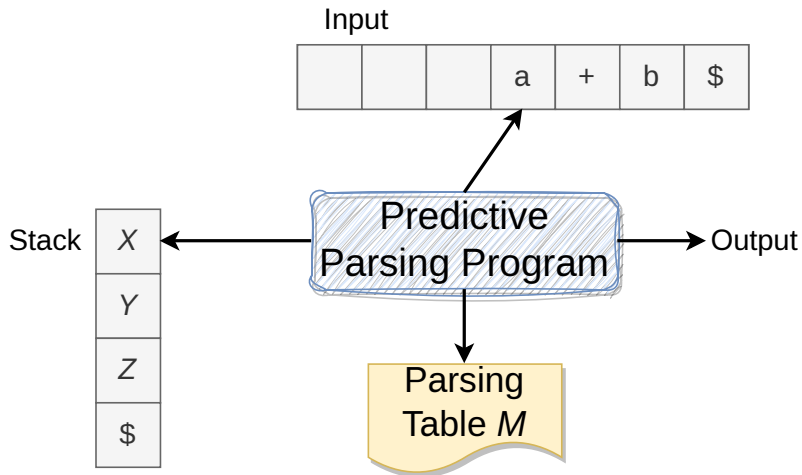 Input
a + b $
Predictive
Parsing Program
Stack
X
Y
Z
$
Output
Parsing
Table M